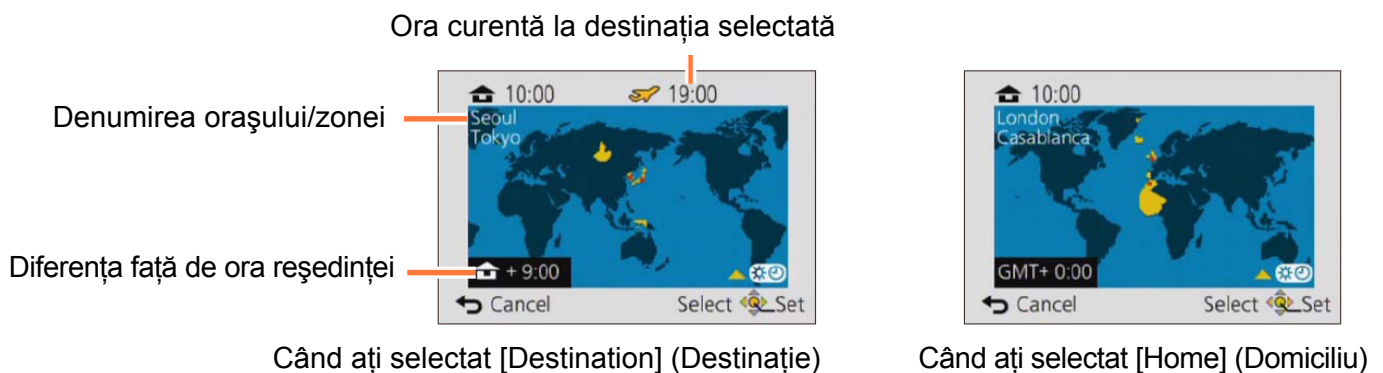 Ora curentă la destinația selectată
Denumirea oraşului/zonei
Diferența față de ora reşedinței
10:00 19:00
Seoul
Tokyo
+ 9:00
Cancel Select Set
Când ați selectat [Destination] (Destinație)
10:00
London
Casablanca
GMT+ 0:00
Cancel Select Set
Când ați selectat [Home] (Domiciliu)